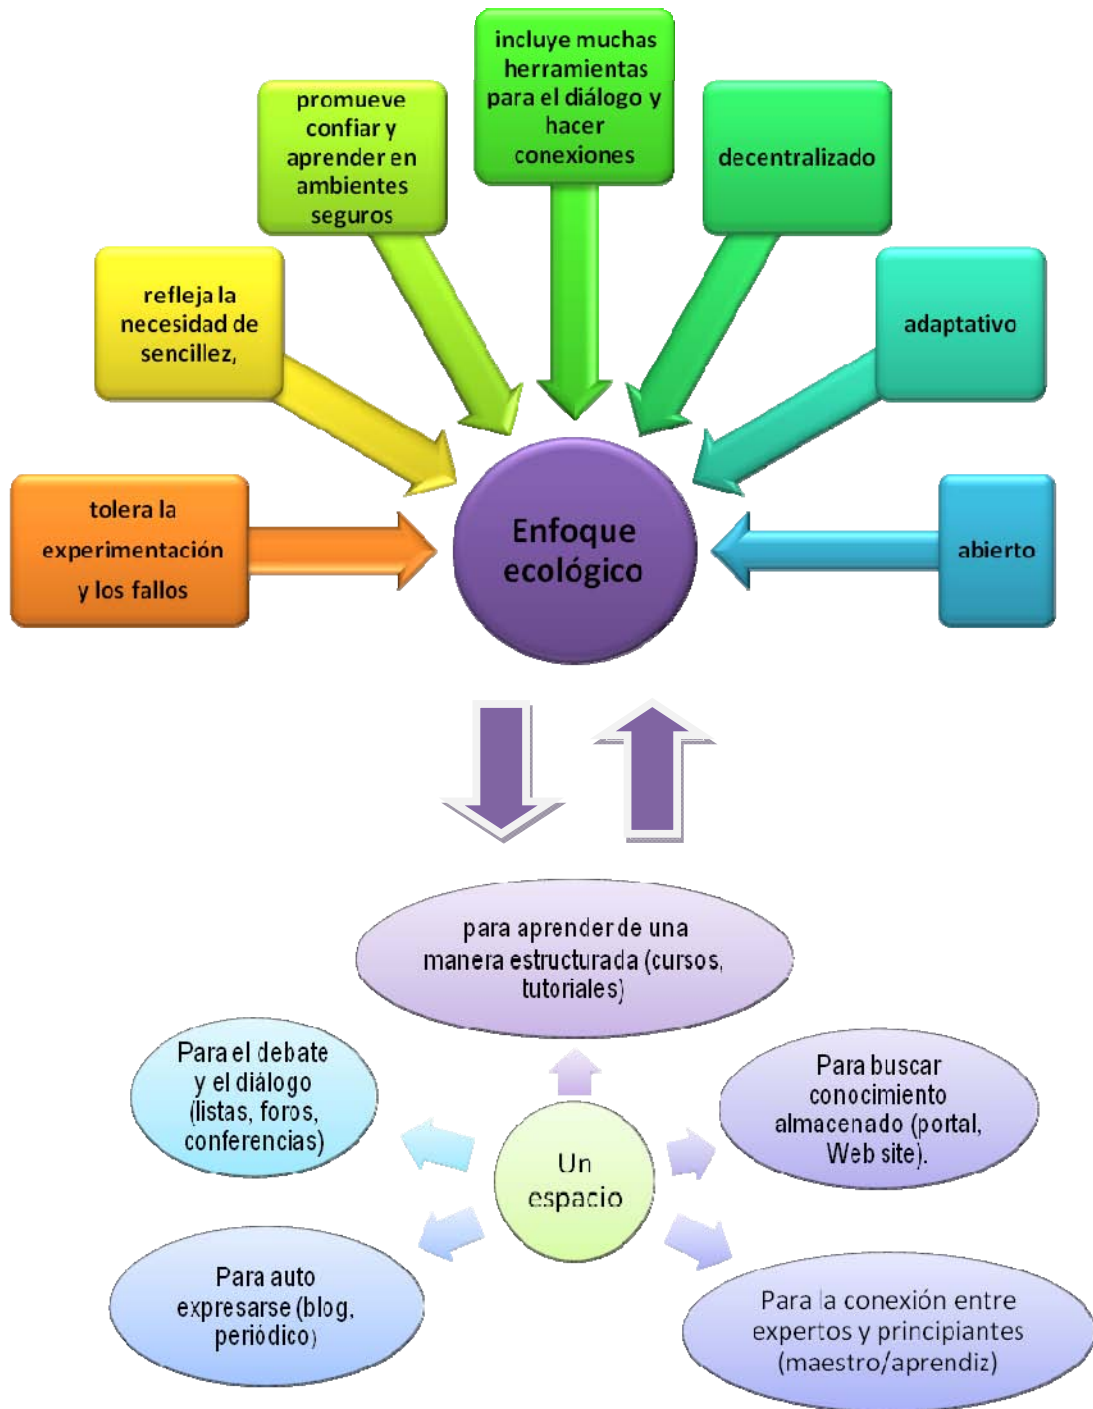 incluye muchas
herramientas
para el diálogo y
hacer
conexiones
promueve
confiar y
aprender en
ambientes
seguros
decentralizado
refleja la
necesidad de
sencillez,
adaptativo
tolera la
experimentación
y los fallos
Enfoque
ecológico
abierto
para aprender de una
manera estructurada (cursos,
tutoriales)
Para el debate
y el diálogo
(listas, foros,
conferencias)
Para buscar
conocimiento
almacenado (portal,
Web site).
Un
espacio
Para auto
expresarse (blog,
periódico)
Para la conexión entre
expertos y principiantes
(maestro/aprendiz)